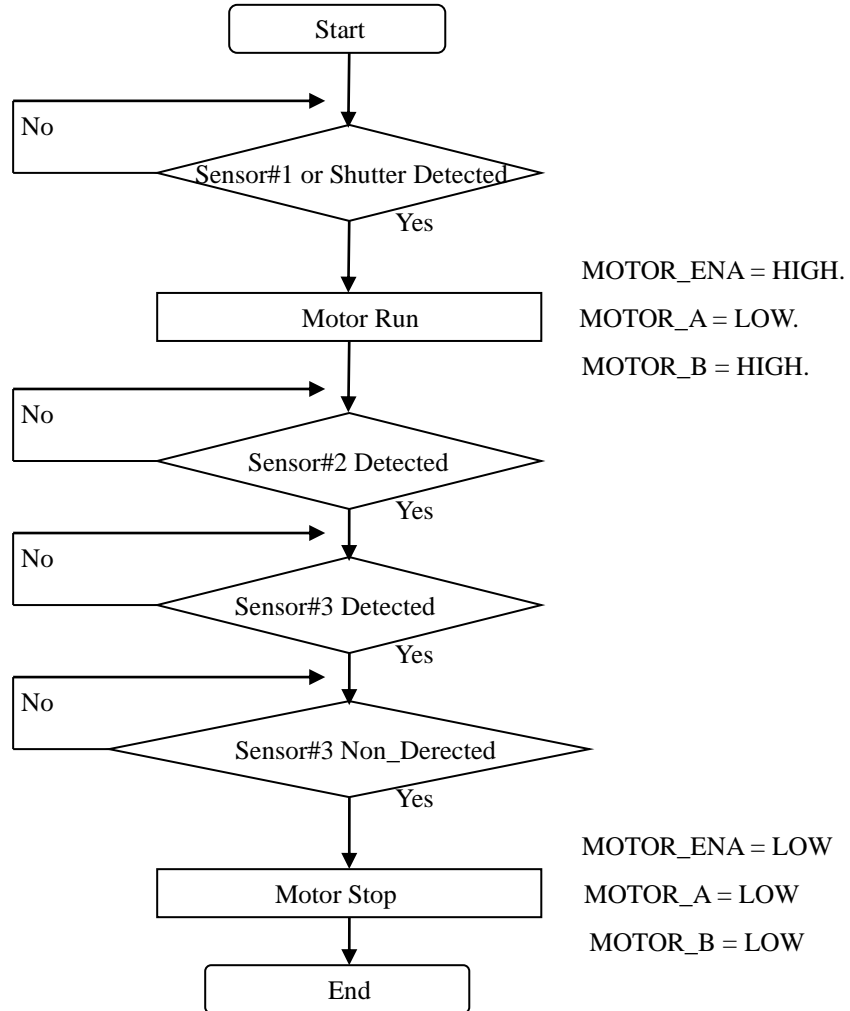 Start
No
Sensor#1 or Shutter Detected
Yes
MOTOR_ENA = HIGH.
Motor Run
MOTOR_A = LOW.
MOTOR_B = HIGH.
No
Sensor#2 Detected
Yes
No
Sensor#3 Detected
Yes
No
Sensor#3 Non_Derected
Yes
MOTOR_ENA = LOW
Motor Stop
MOTOR_A = LOW
MOTOR_B = LOW
End